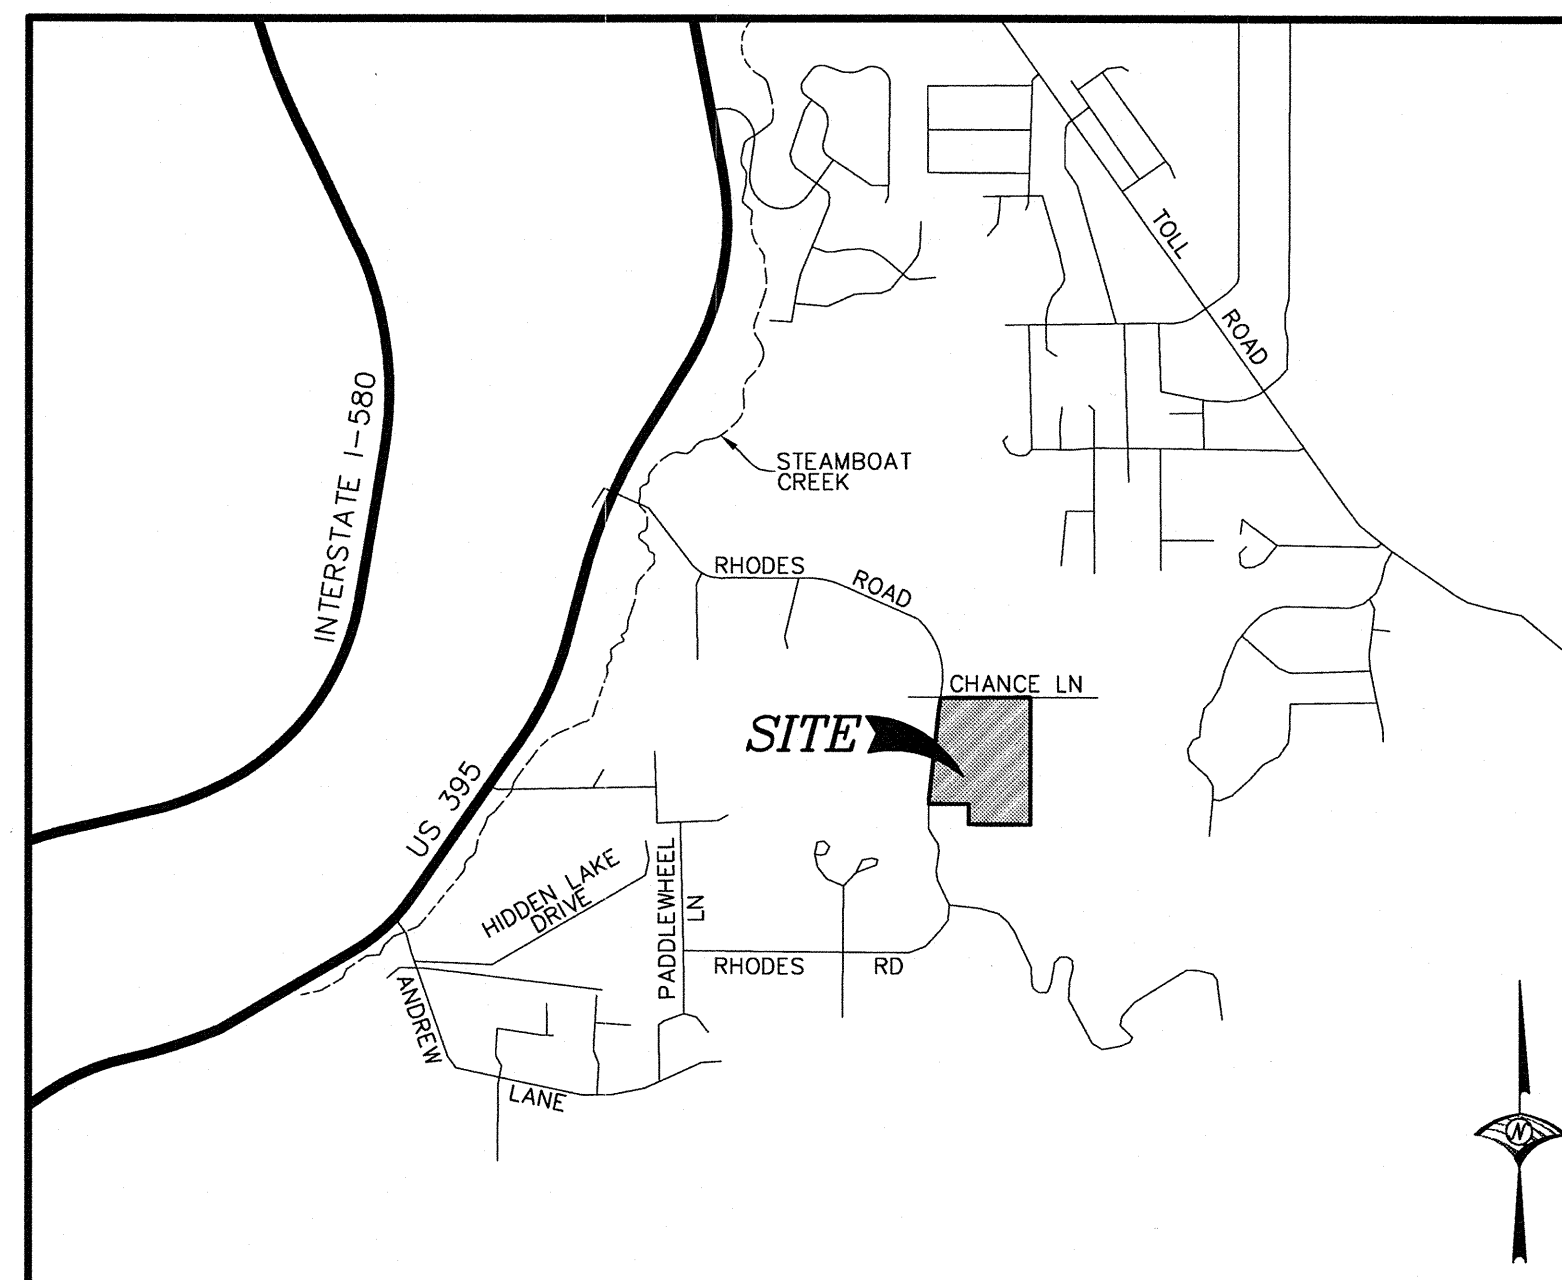 TOLL
ROAD
INTERSTATE I-580
STEAMBOAT
CREEK
RHODES
ROAD
CHANCE LN
SITE
US 395
HIDDEN LAKE
DRIVE
PADDLEWHEEL
LN
RHODES
RD
ANDREW
LANE
N